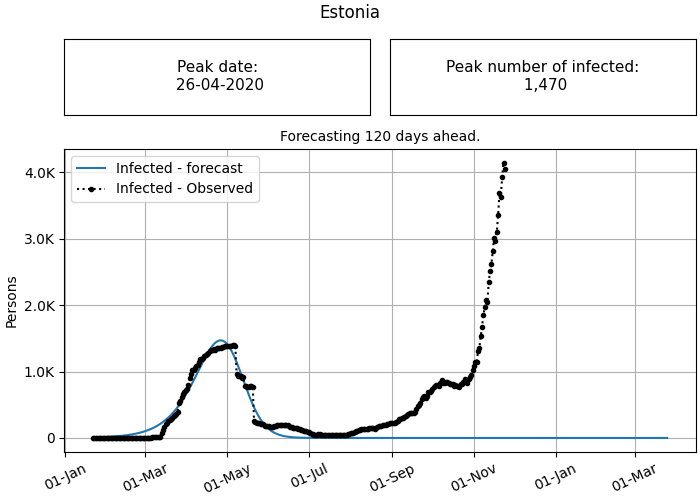 Estonia
Peak date:
26-04-2020
Peak number of infected:
1,470
Forecasting 120 days ahead.
Infected - forecast
Infected - Observed
4.0K
3.0K
2.0K
1.0K
0
Persons
01-Jan
01-Mar
01-May
01-Jul
01-Sep
01-Nov
01-Jan
01-Mar